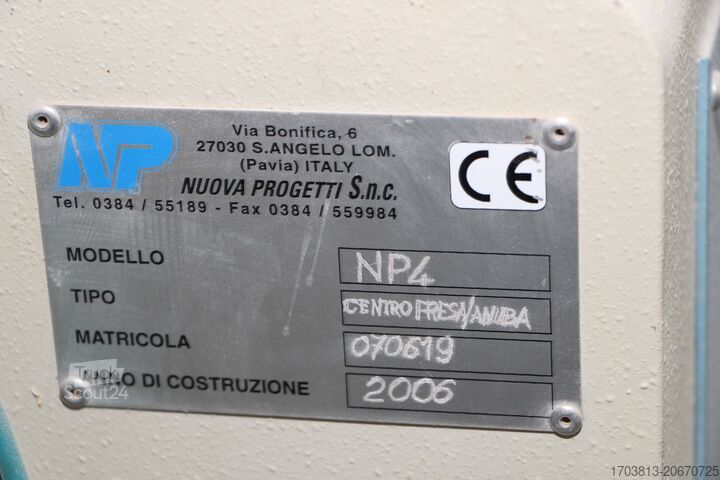 NP
Via Bonifica, 6
27030 S.ANGELO LOM.
(Pavia) ITALY
NUOVA PROGETTI S.n.c.
Tel. 0384 / 55189 - Fax 0384 / 559984
CE
MODELLO NP4
TIPO CENTRO FRESA/ANUBA
MATRICOLA 070619
ANNO DI COSTRUZIONE 2006
Truck
Scout24
1703813-20670725